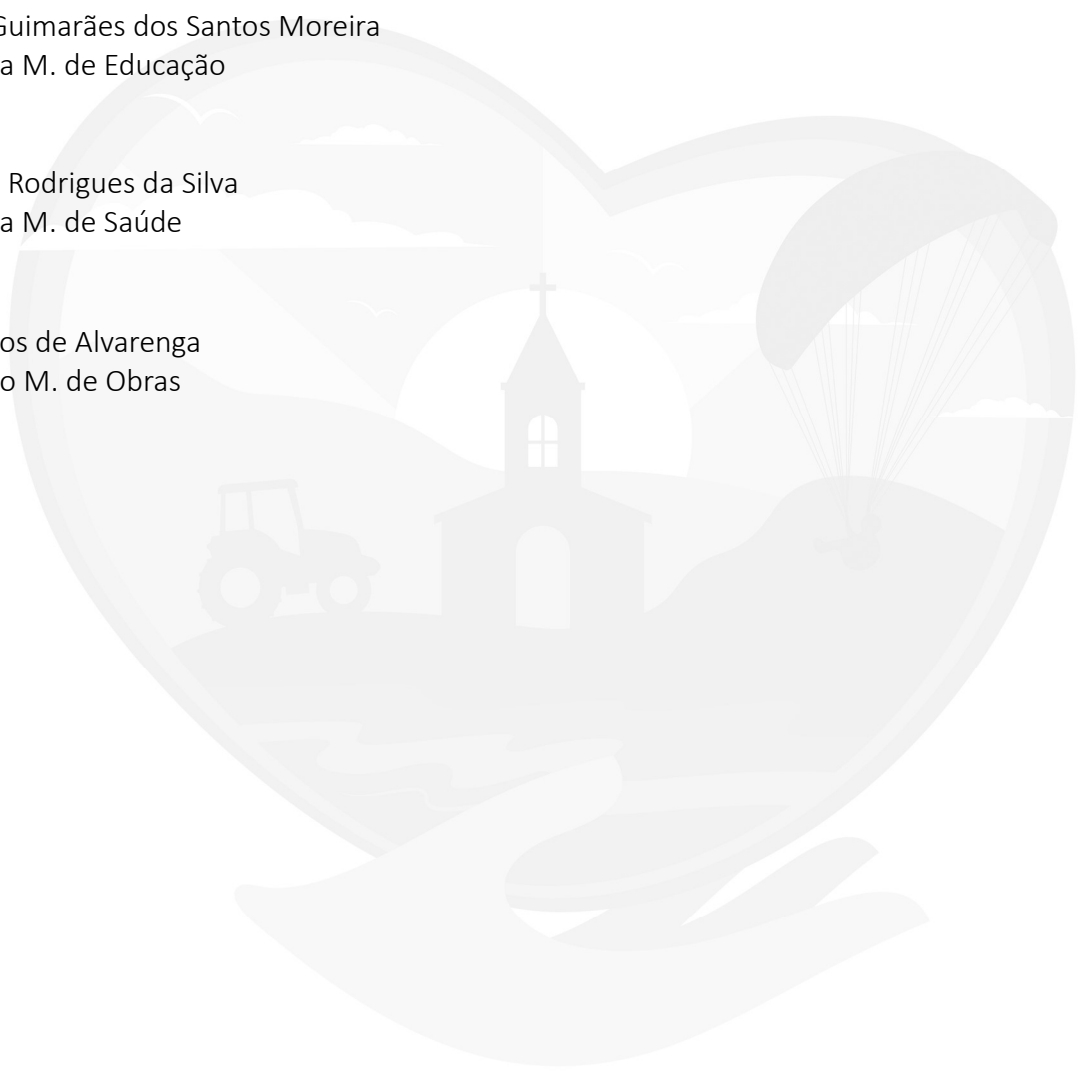 Guimarães dos Santos Moreira
a M. de Educação
Rodrigues da Silva
a M. de Saúde
os de Alvarenga
o M. de Obras